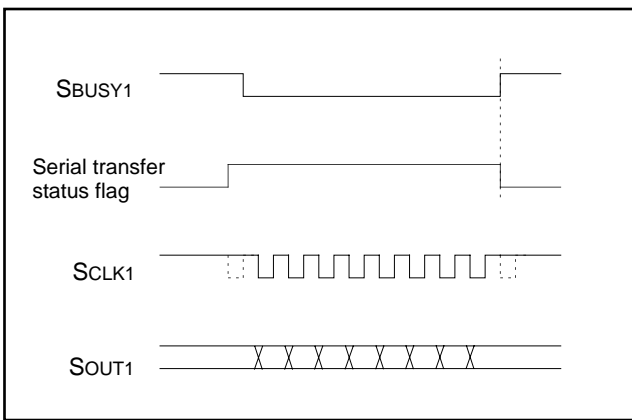 SBUSY1
Serial transfer
status flag
SCLK1
SOUT1